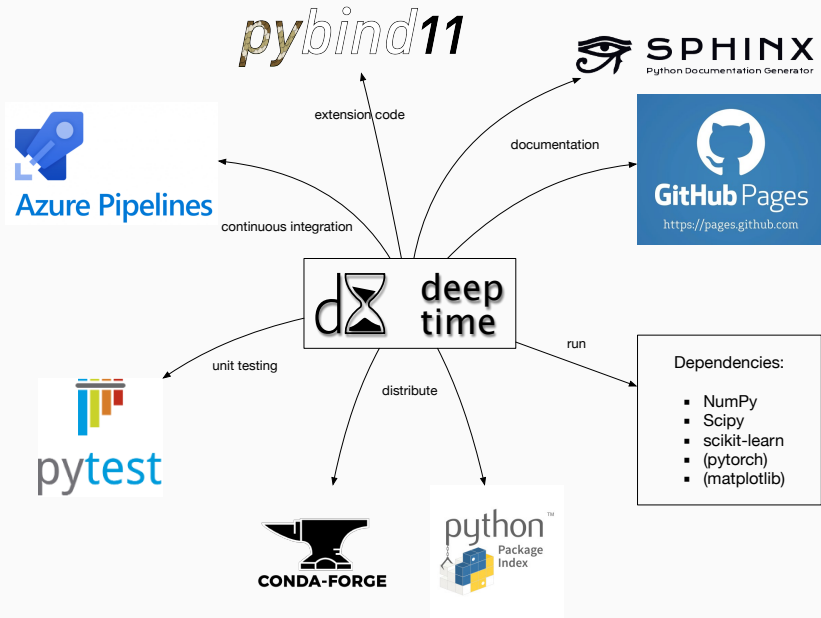 pybind11
SPHINX
Python Documentation Generator
extension code
documentation
Azure Pipelines
GitHub Pages
https://pages.github.com
continuous integration
d
deep
time
run
unit testing
distribute
Dependencies:
▪ NumPy
▪ Scipy
▪ scikit-learn
▪ (pytorch)
▪ (matplotlib)
pytest
CONDA-FORGE
python™
Package
Index